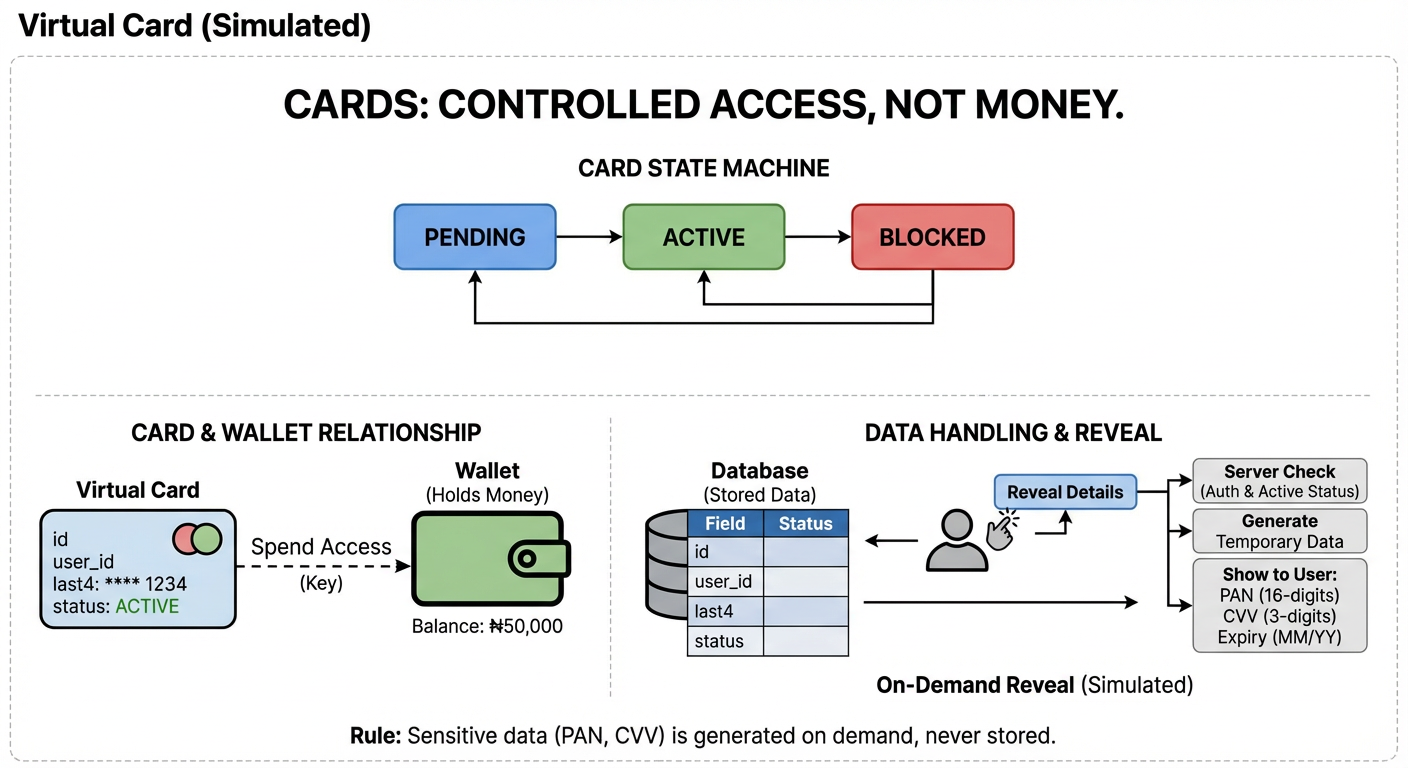 Virtual Card (Simulated)
CARDS: CONTROLLED ACCESS, NOT MONEY.
CARD STATE MACHINE
PENDING
ACTIVE
BLOCKED
CARD & WALLET RELATIONSHIP
Virtual Card
id
user_id
last4: **** 1234
status: ACTIVE
Spend Access
(Key)
Wallet
(Holds Money)
Balance: ₦50,000
DATA HANDLING & REVEAL
Database
(Stored Data)
Field Status
id
user_id
last4
status
Reveal Details
Server Check
(Auth & Active Status)
Generate
Temporary Data
Show to User:
PAN (16-digits)
CVV (3-digits)
Expiry (MM/YY)
On-Demand Reveal (Simulated)
Rule: Sensitive data (PAN, CVV) is generated on demand, never stored.